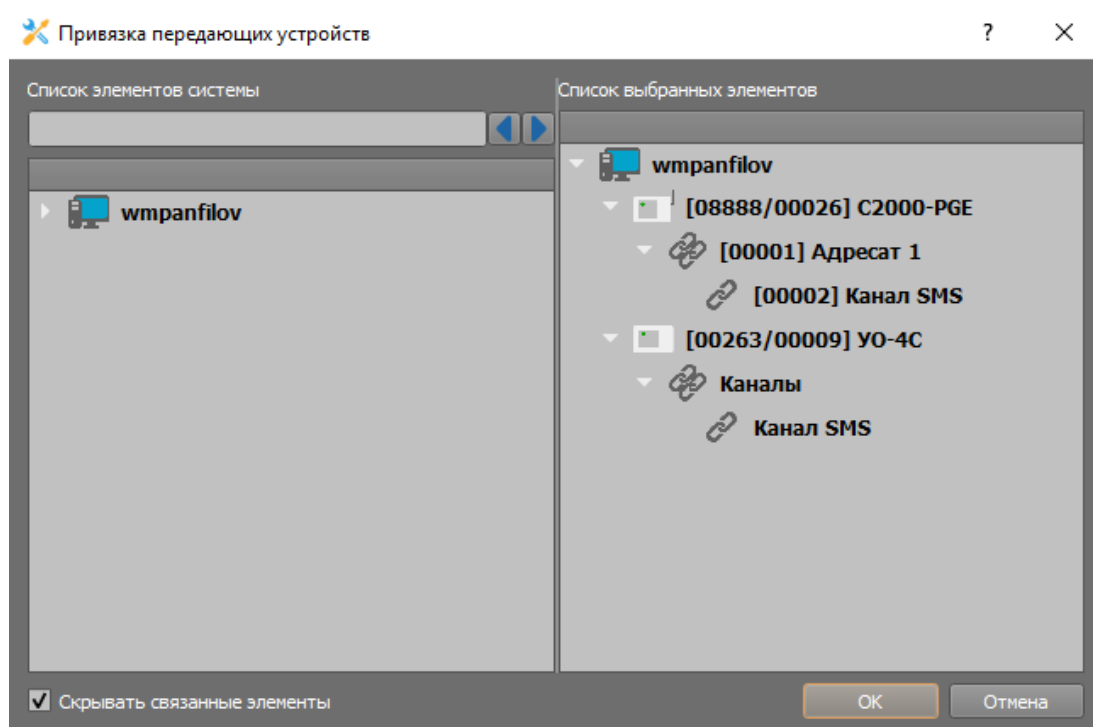 Привязка передающих устройств
?
Список элементов системы
wmpanfilov
Список выбранных элементов
wmpanfilov
[08888/00026] С2000-PGE
[00001] Адресат 1
[00002] Канал SMS
[00263/00009] УО-4С
Каналы
Канал SMS
Скрывать связанные элементы
ОК
Отмена